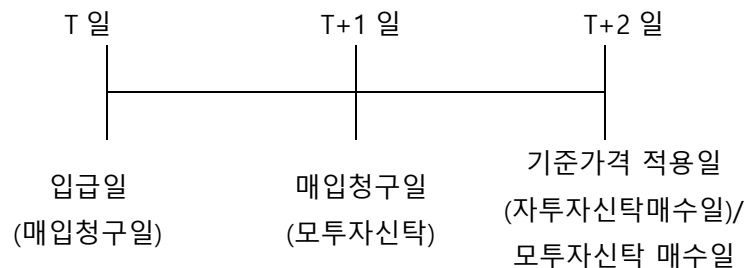 T 일
T+1 일
T+2 일
입급일
(매입청구일)
매입청구일
(모투자신탁)
기준가격 적용일
(자투자신탁매수일)/
모투자신탁 매수일